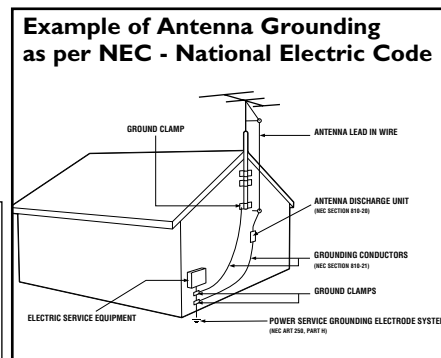 Example of Antenna Grounding
as per NEC - National Electric Code
GROUND CLAMP
ANTENNA LEAD IN WIRE
ANTENNA DISCHARGE UNIT
(NEC SECTION 810-20)
GROUNDING CONDUCTORS
(NEC SECTION 810-21)
GROUND CLAMPS
ELECTRIC SERVICE EQUIPMENT
POWER SERVICE GROUNDING ELECTRODE SYSTEM
(NEC ART 250, PART H)